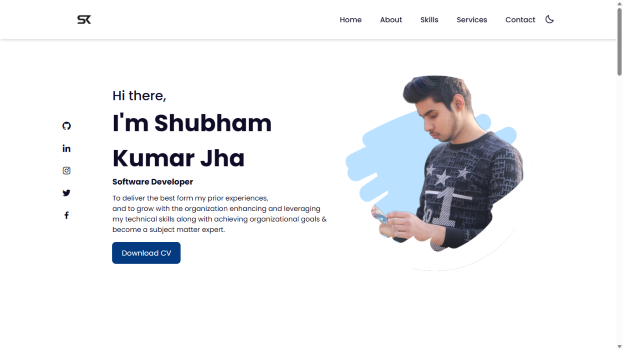 SK
Home About Skills Services Contact
Hi there,
I'm Shubham
Kumar Jha
Software Developer
To deliver the best form my prior experiences,
and to grow with the organization enhancing and leveraging
my technical skills along with achieving organizational goals &
become a subject matter expert.
Download CV
1